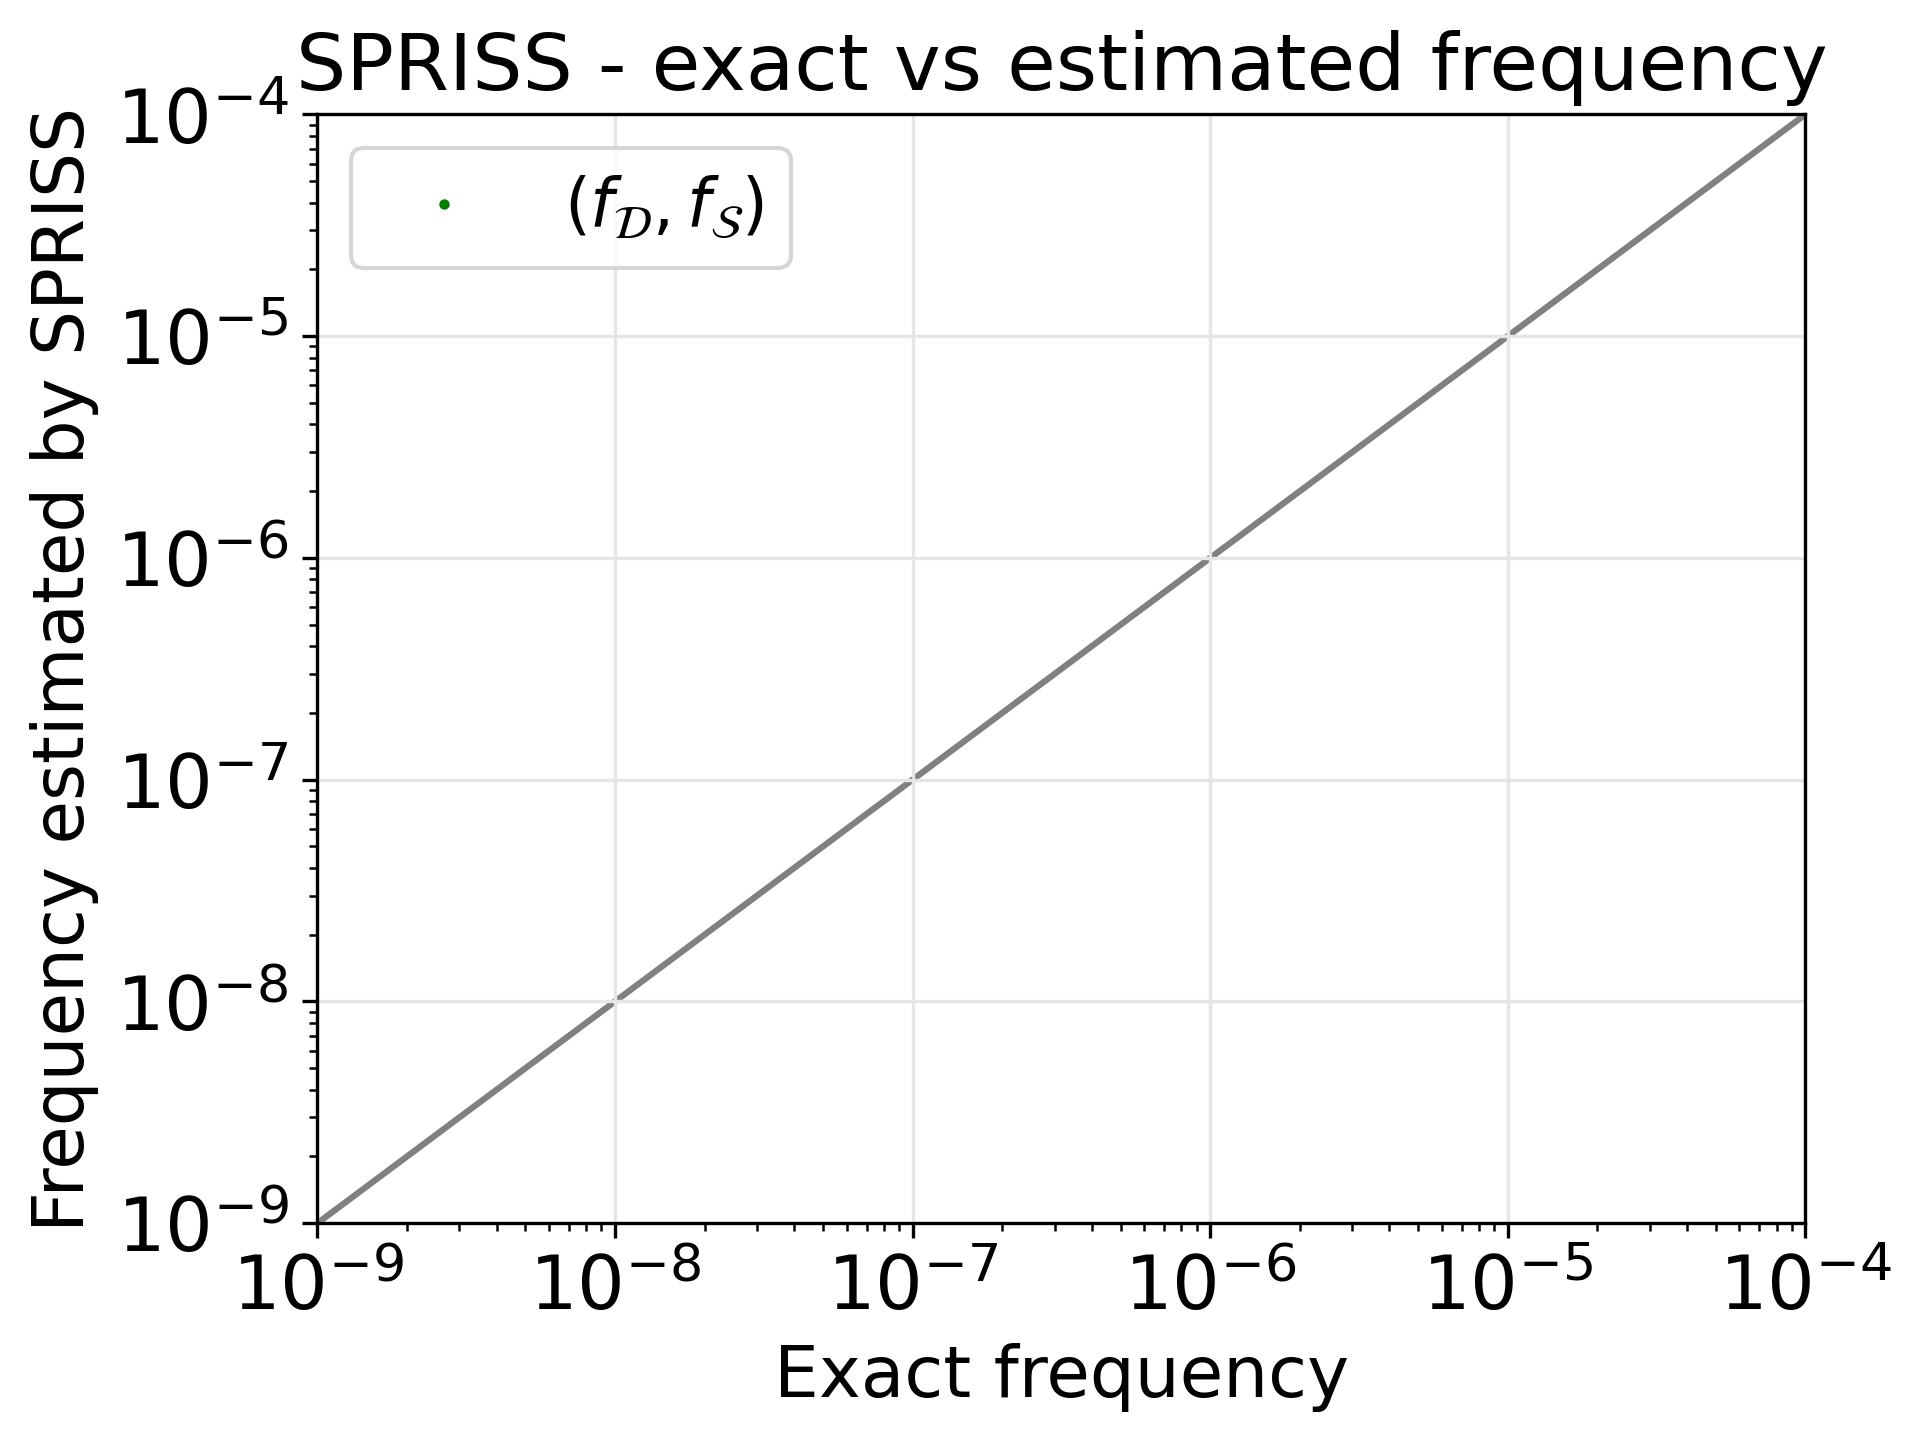 SPRISS - exact vs estimated frequency
Frequency estimated by SPRISS
10⁻⁴
10⁻⁵
10⁻⁶
10⁻⁷
10⁻⁸
10⁻⁹
(f_𝒟, f_𝒮)
10⁻⁹ 10⁻⁸ 10⁻⁷ 10⁻⁶ 10⁻⁵ 10⁻⁴
Exact frequency